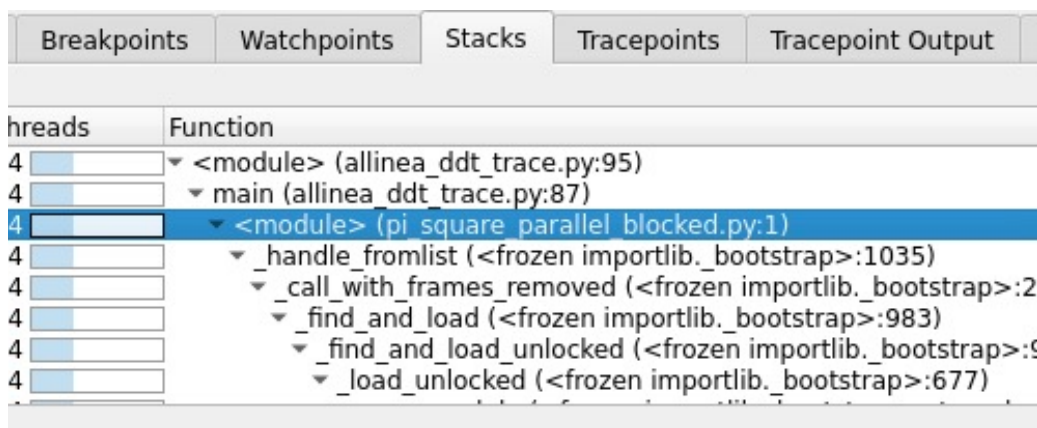 Breakpoints Watchpoints Stacks Tracepoints Tracepoint Output
hreads Function
4 <module> (allinea_ddt_trace.py:95)
4 main (allinea_ddt_trace.py:87)
4 <module> (pi_square_parallel_blocked.py:1)
4 _handle_fromlist (<frozen importlib._bootstrap>:1035)
4 _call_with_frames_removed (<frozen importlib._bootstrap>:2
4 _find_and_load (<frozen importlib._bootstrap>:983)
4 _find_and_load_unlocked (<frozen importlib._bootstrap>:9
4 _load_unlocked (<frozen importlib._bootstrap>:677)